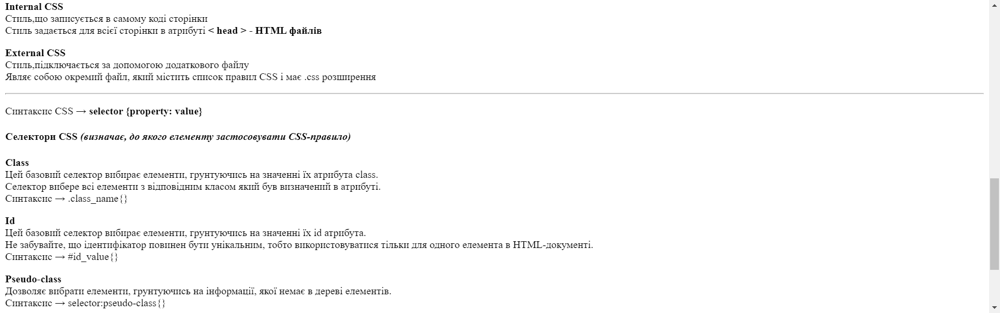 Internal CSS
Стиль,що записується в самому коді сторінки
Стиль задається для всієї сторінки в атрибуті < head > - HTML файлів
External CSS
Стиль,підключається за допомогою додаткового файлу
Являє собою окремий файл, який містить список правил CSS і має .css розширення
Синтаксис CSS → selector {property: value}
Селектори CSS (визначає, до якого елементу застосовувати CSS-правило)
Class
Цей базовий селектор вибирає елементи, грунтуючись на значенні їх атрибута class.
Селектор вибере всі елементи з відповідним класом який був визначений в атрибуті.
Синтаксис → .class_name{}
Id
Цей базовий селектор вибирає елементи, грунтуючись на значенні їх id атрибута.
Не забувайте, що ідентифікатор повинен бути унікальним, тобто використовуватися тільки для одного елемента в HTML-документі.
Синтаксис → #id_value{}
Pseudo-class
Дозволяє вибрати елементи, грунтуючись на інформації, якої немає в дереві елементів.
Синтаксис → selector:pseudo-class{}